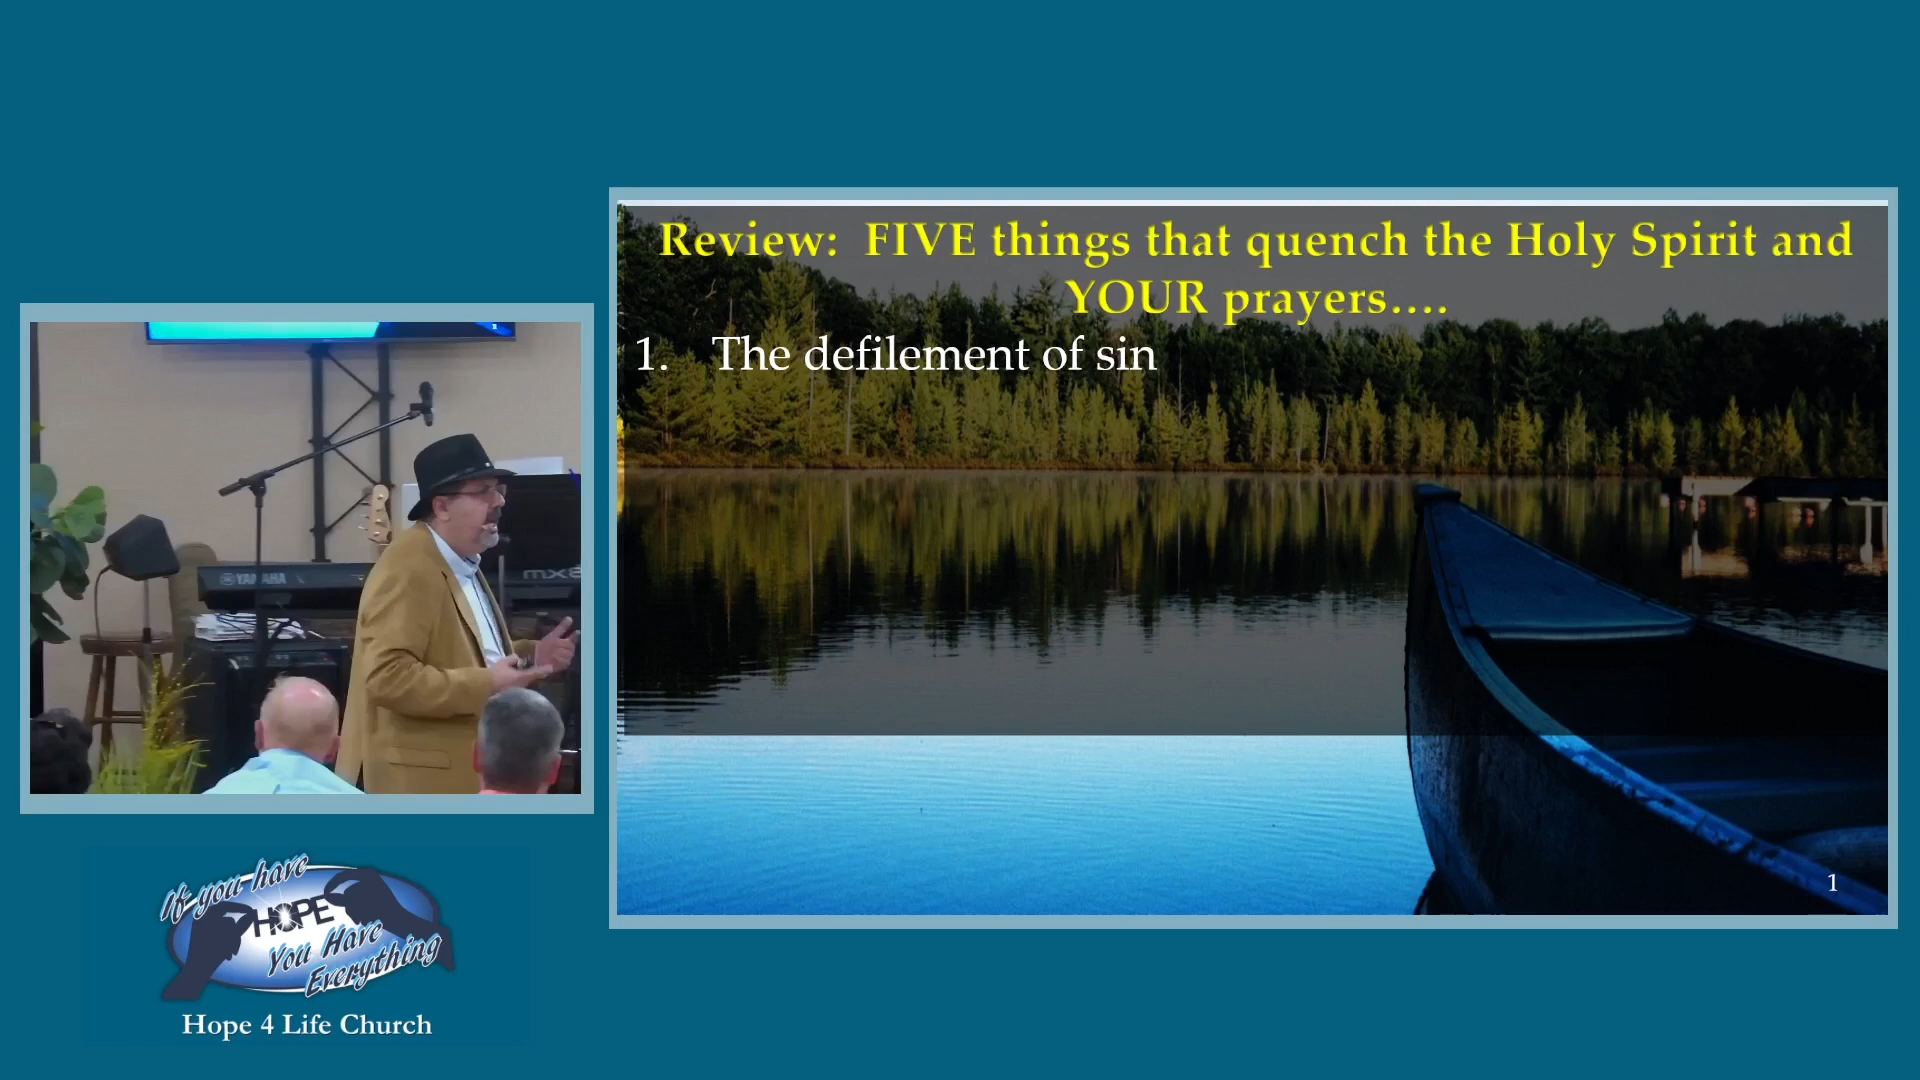 Review:  FIVE things that quench the Holy Spirit and
YOUR prayers....
1. The defilement of sin
1
YAMAHA
If you have
HOPE
You Have
Everything
Hope 4 Life Church